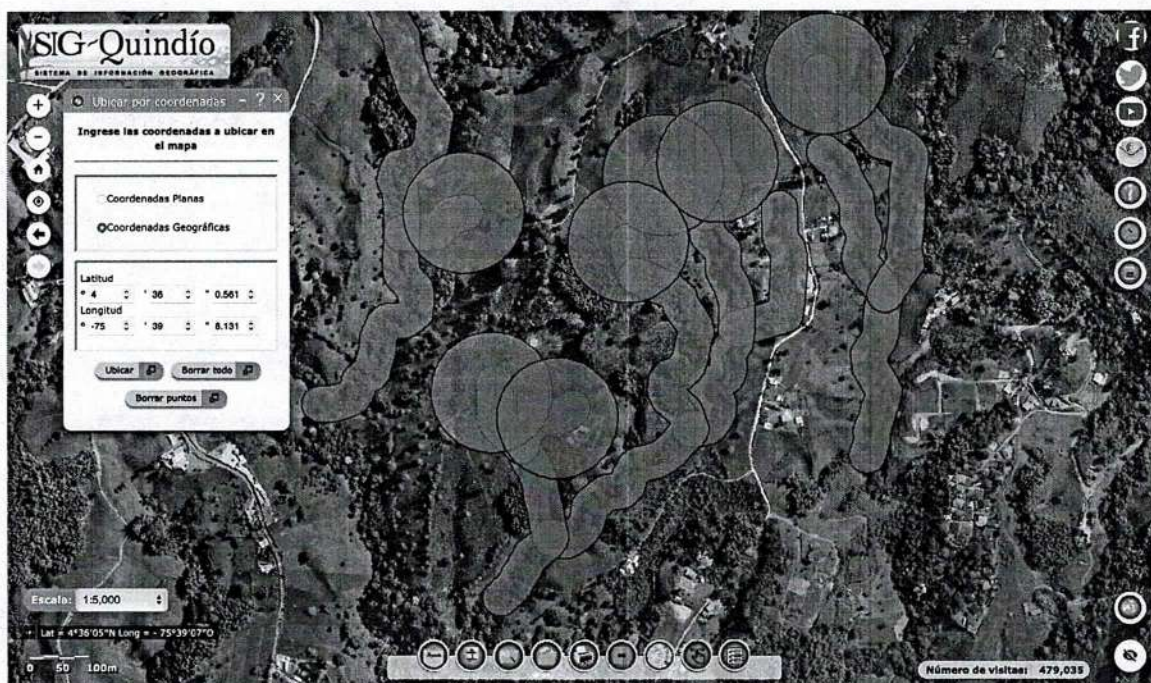 SIG-Quindío
SISTEMA DE INFORMACIÓN GEOGRÁFICA
Ubicar por coordenadas – ? ×
Ingrese las coordenadas a ubicar en
el mapa
Coordenadas Planas
Coordenadas Geográficas
Latitud
° 4 ' 36 " 0.561
Longitud
° -75 ' 39 " 8.131
Ubicar
Borrar todo
Borrar puntos
Escala: 1:5,000
Lat = 4°36'05"N Long = - 75°39'07"O
0 50 100m
Número de visitas: 479,035